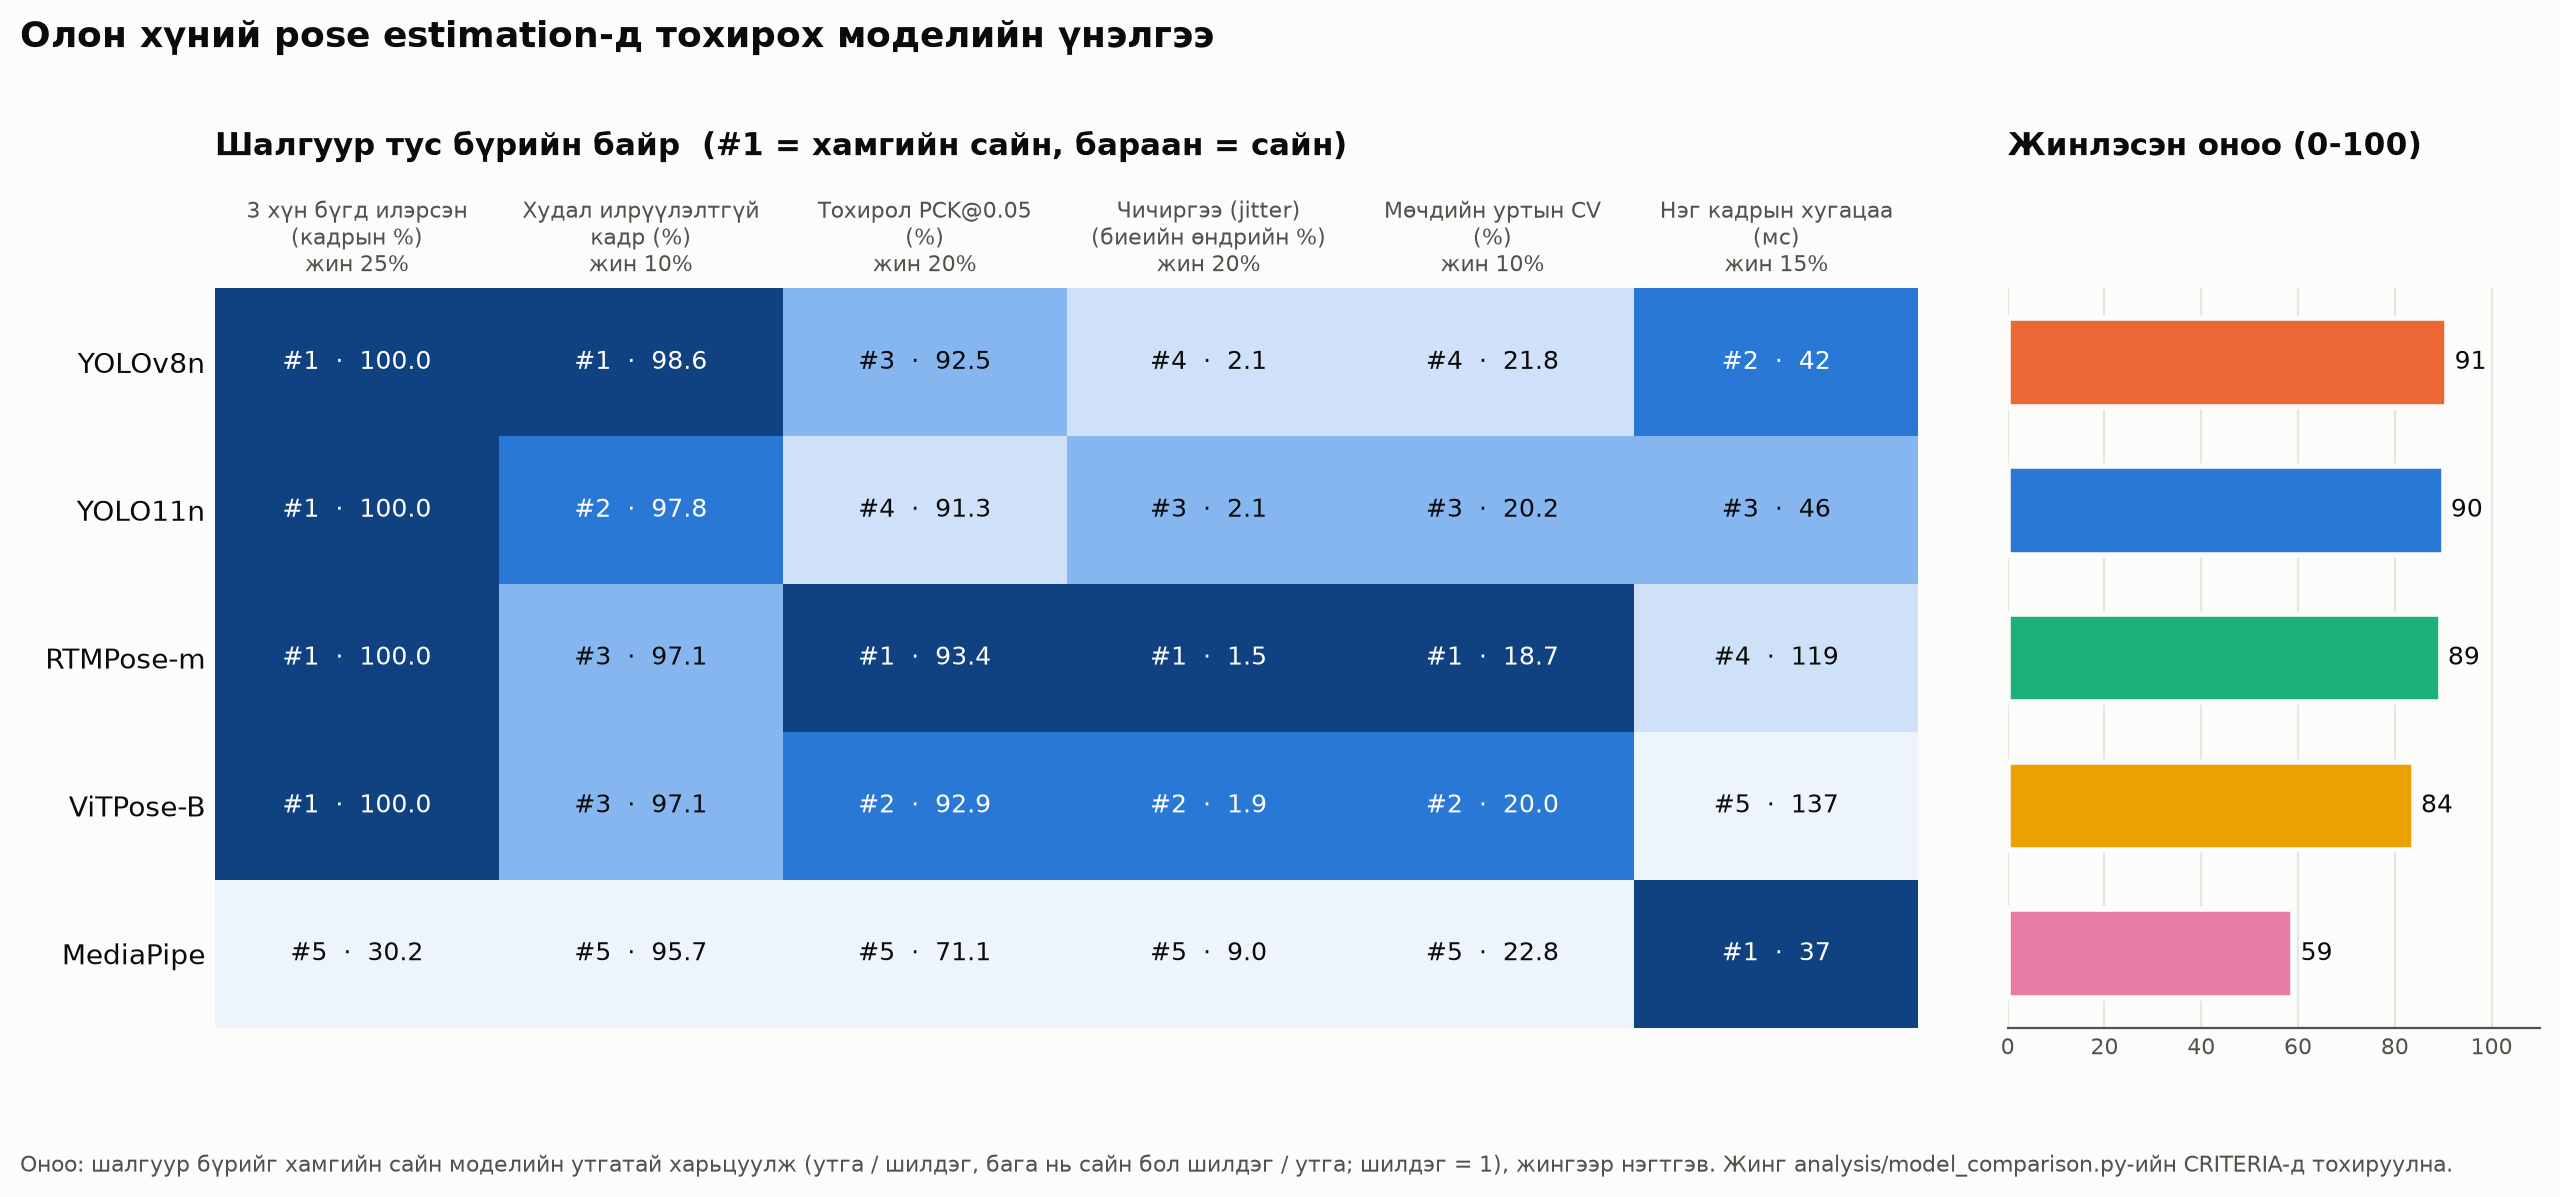 Олон хүний pose estimation-д тохирох моделийн үнэлгээ
Шалгуур тус бүрийн байр (#1 = хамгийн сайн, бараан = сайн)
Жинлэсэн оноо (0-100)
3 хүн бүгд илэрсэн
(кадрын %)
жин 25%
Худал илрүүлэлтгүй
кадр (%)
жин 10%
Тохирол PCK@0.05
(%)
жин 20%
Чичиргээ (jitter)
(биеийн өндрийн %)
жин 20%
Мөчдийн уртын CV
(%)
жин 10%
Нэг кадрын хугацаа
(мс)
жин 15%
YOLOv8n #1 · 100.0 #1 · 98.6 #3 · 92.5 #4 · 2.1 #4 · 21.8 #2 · 42 91
YOLO11n #1 · 100.0 #2 · 97.8 #4 · 91.3 #3 · 2.1 #3 · 20.2 #3 · 46 90
RTMPose-m #1 · 100.0 #3 · 97.1 #1 · 93.4 #1 · 1.5 #1 · 18.7 #4 · 119 89
ViTPose-B #1 · 100.0 #3 · 97.1 #2 · 92.9 #2 · 1.9 #2 · 20.0 #5 · 137 84
MediaPipe #5 · 30.2 #5 · 95.7 #5 · 71.1 #5 · 9.0 #5 · 22.8 #1 · 37 59
0 20 40 60 80 100
Оноо: шалгуур бүрийг хамгийн сайн моделийн утгатай харьцуулж (утга / шилдэг, бага нь сайн бол шилдэг / утга; шилдэг = 1), жингээр нэгтгэв. Жинг analysis/model_comparison.py-ийн CRITERIA-д тохируулна.